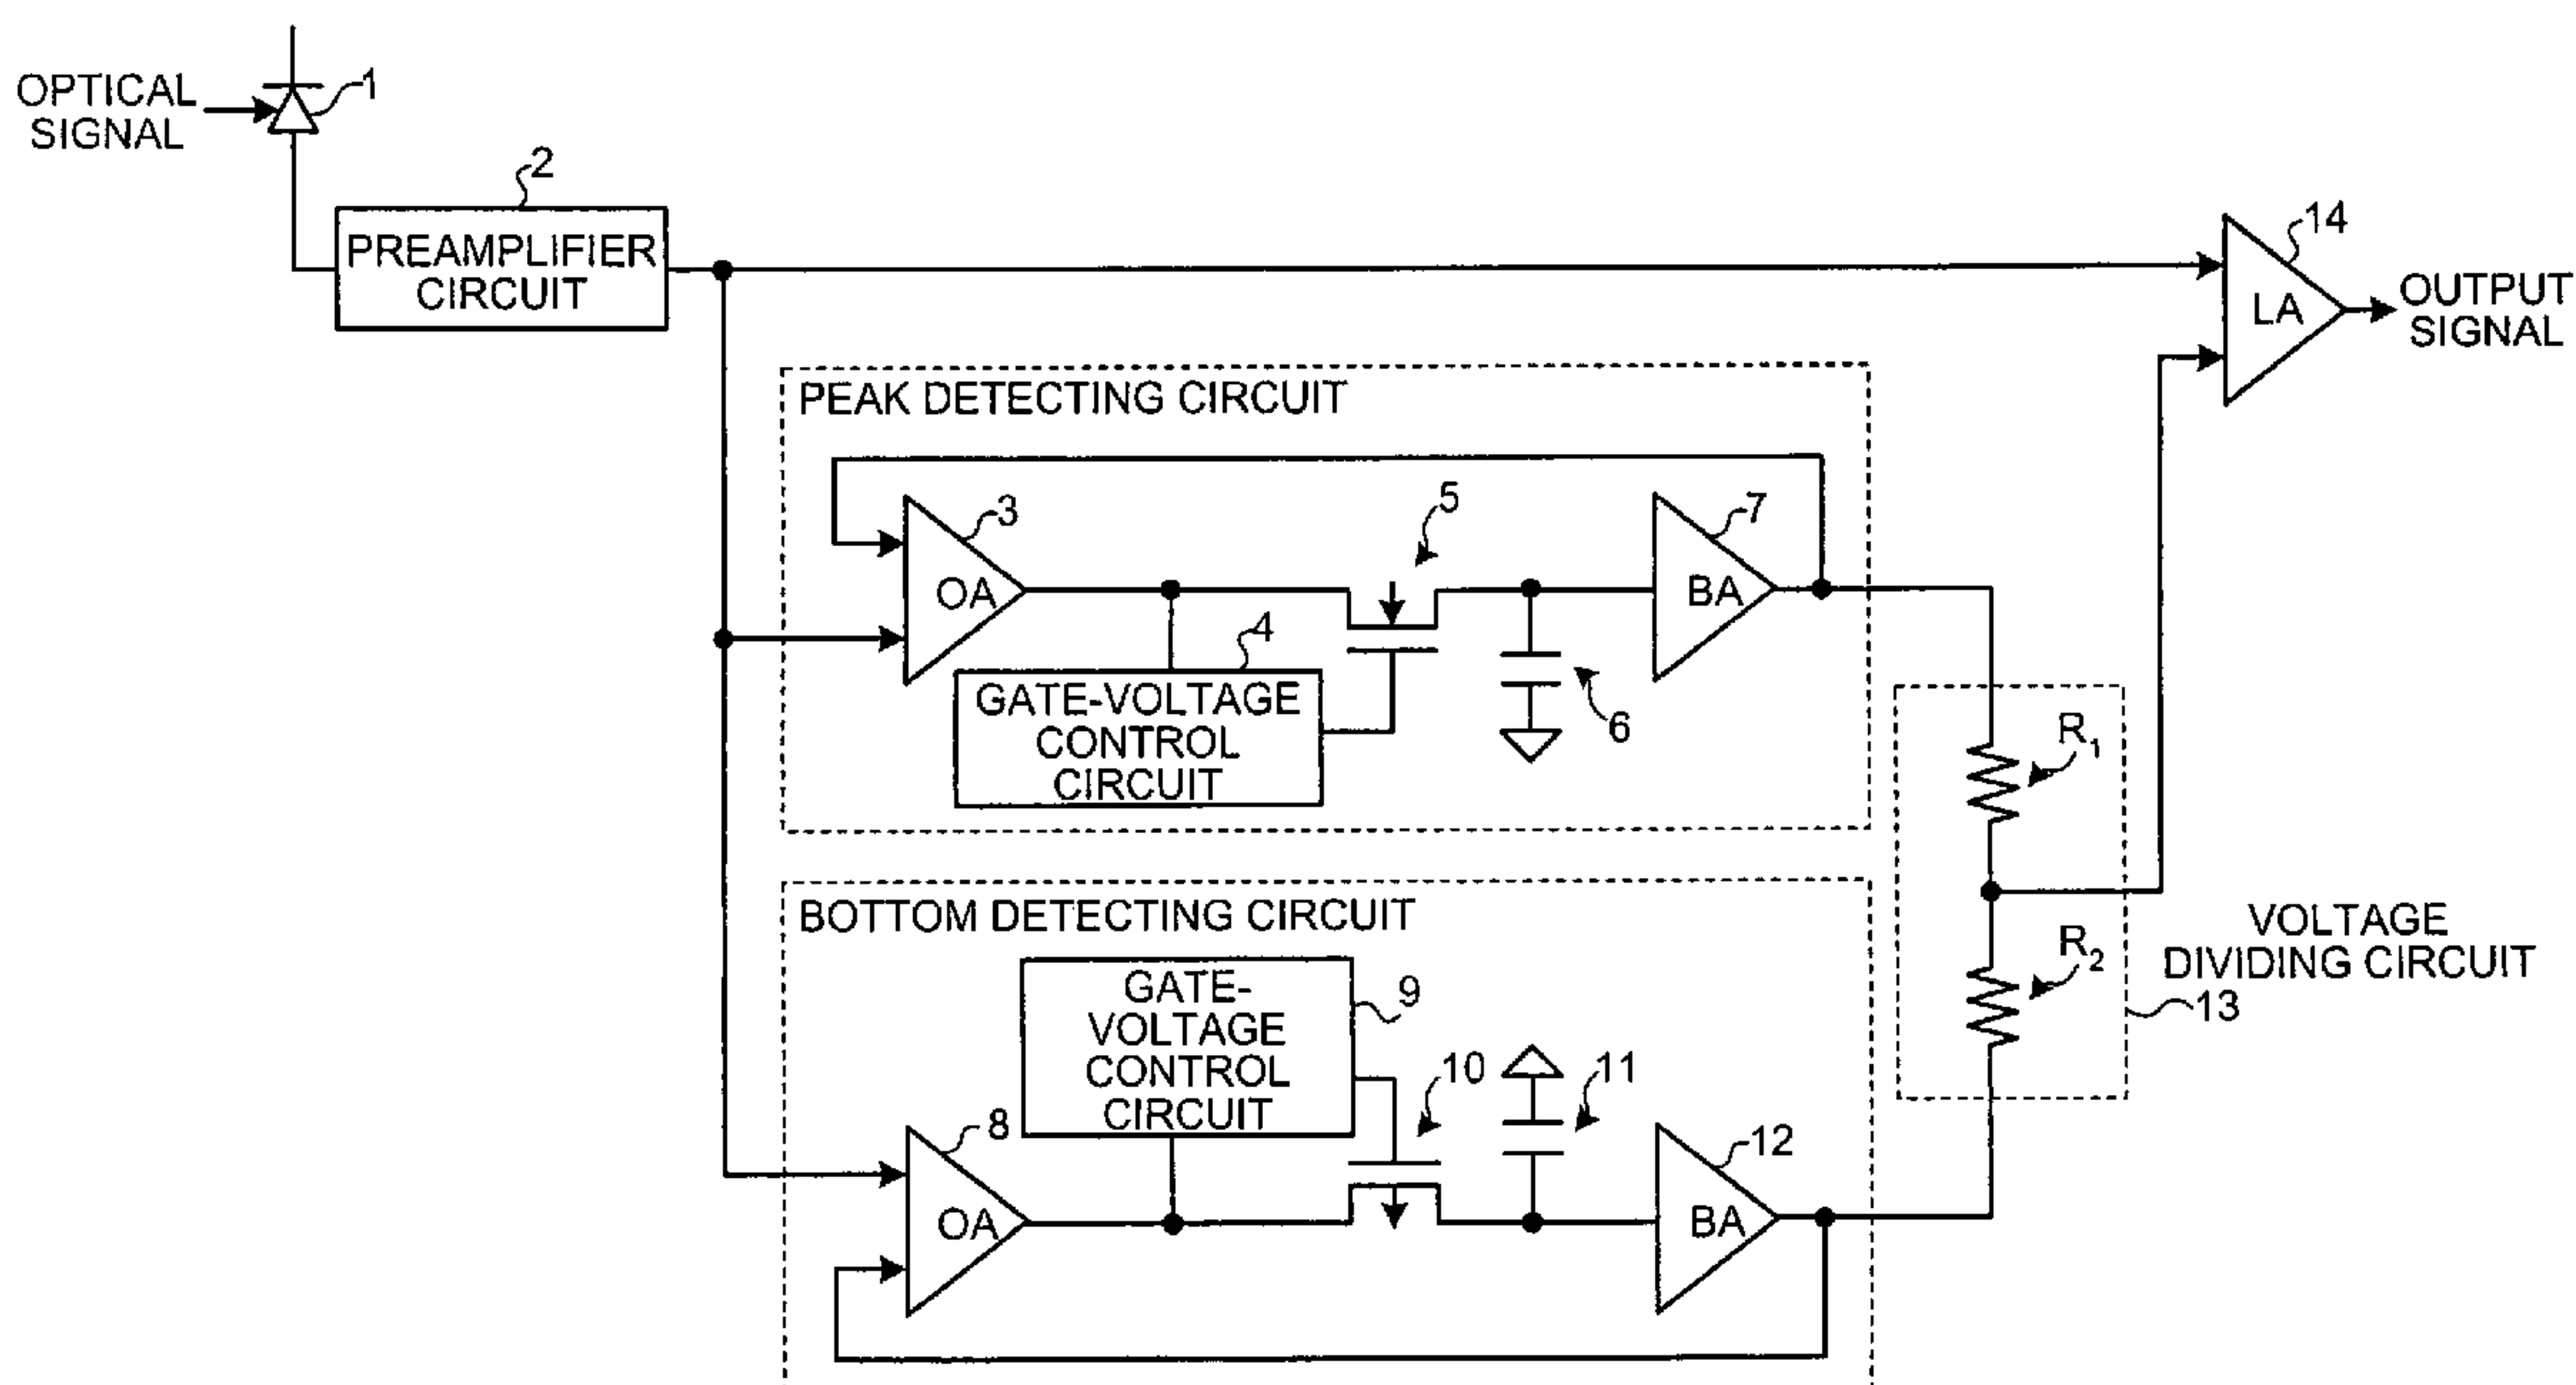 OPTICAL
SIGNAL
1
2
PREAMPLIFIER
CIRCUIT
14
LA
OUTPUT
SIGNAL
PEAK DETECTING CIRCUIT
3
OA
5
7
BA
4
GATE-VOLTAGE
CONTROL
CIRCUIT
6
R1
BOTTOM DETECTING CIRCUIT
VOLTAGE
DIVIDING CIRCUIT
R2
13
GATE-
VOLTAGE
CONTROL
CIRCUIT
9
10
11
8
OA
12
BA